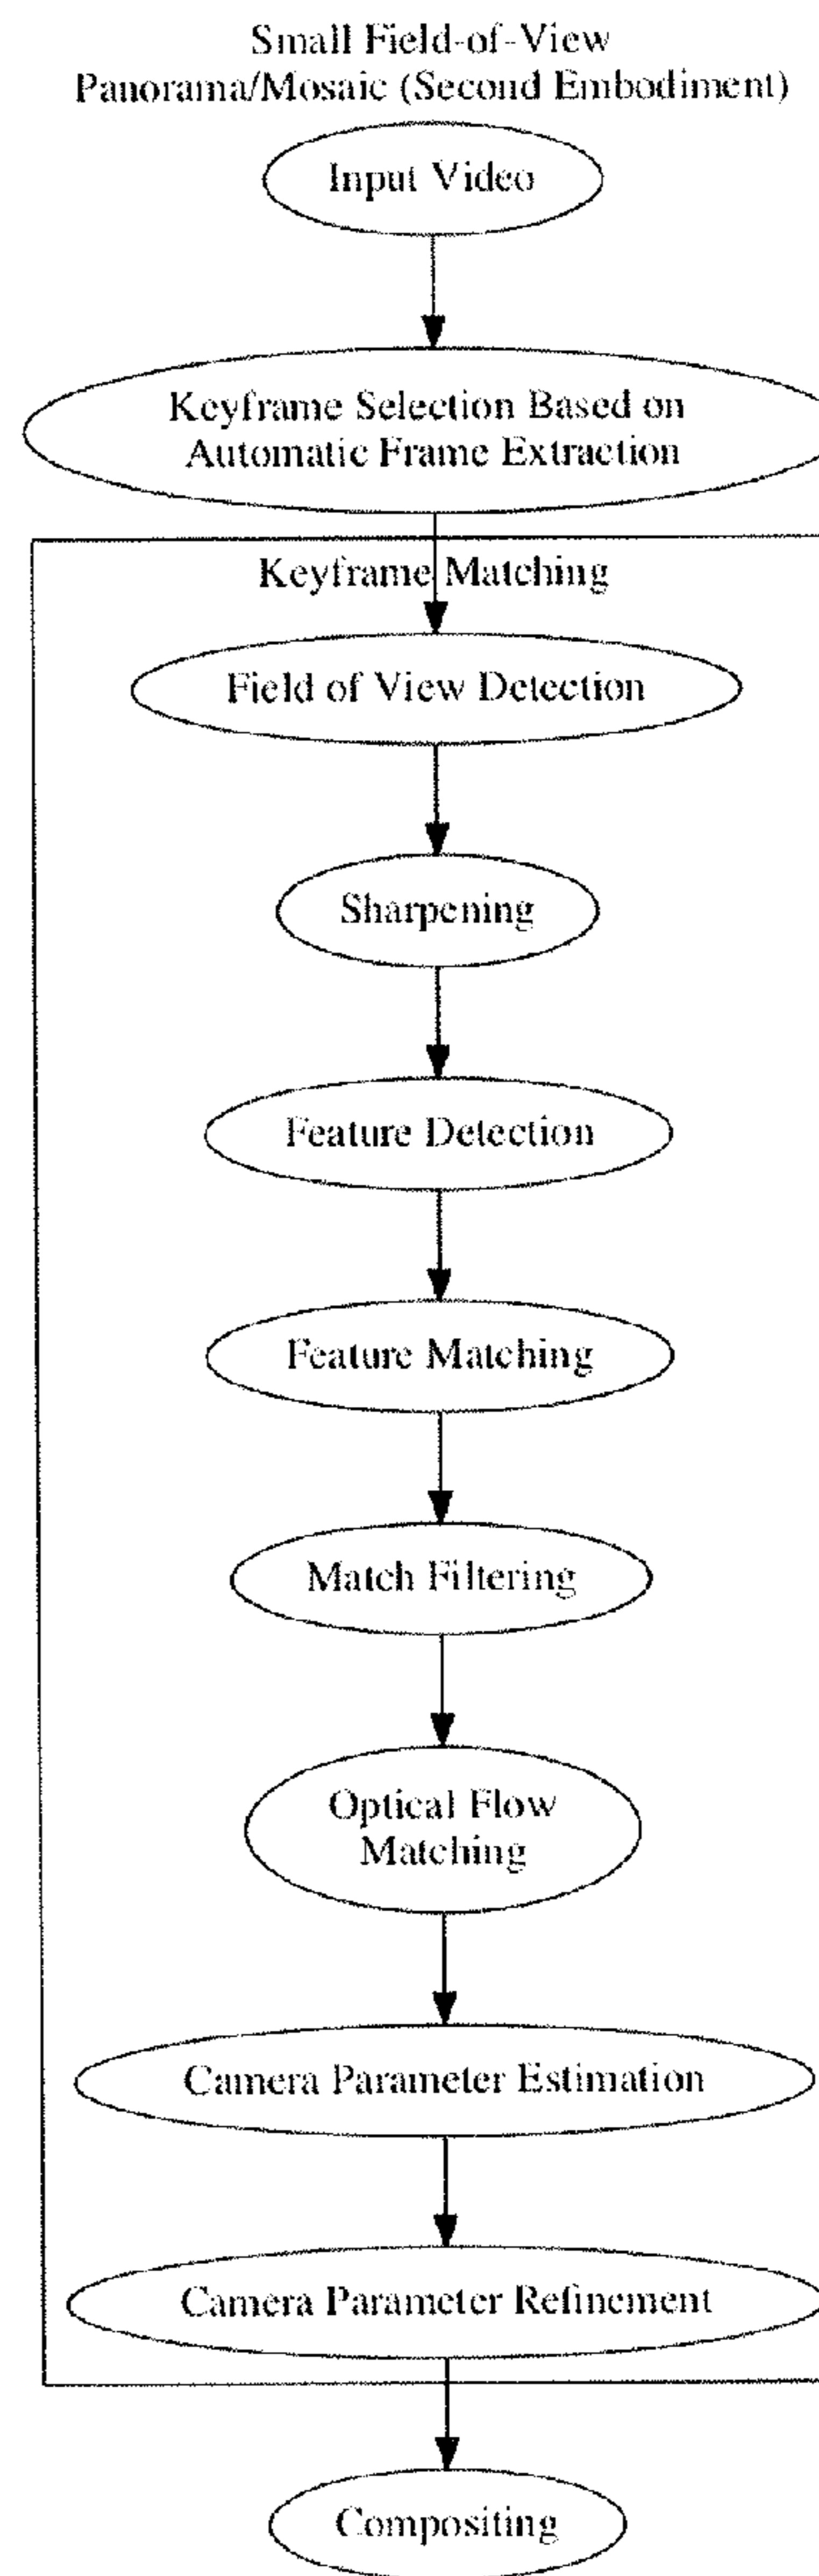 Small Field-of-View
Panorama/Mosaic (Second Embodiment)
Input Video
Keyframe Selection Based on
Automatic Frame Extraction
Keyframe Matching
Field of View Detection
Sharpening
Feature Detection
Feature Matching
Match Filtering
Optical Flow
Matching
Camera Parameter Estimation
Camera Parameter Refinement
Compositing